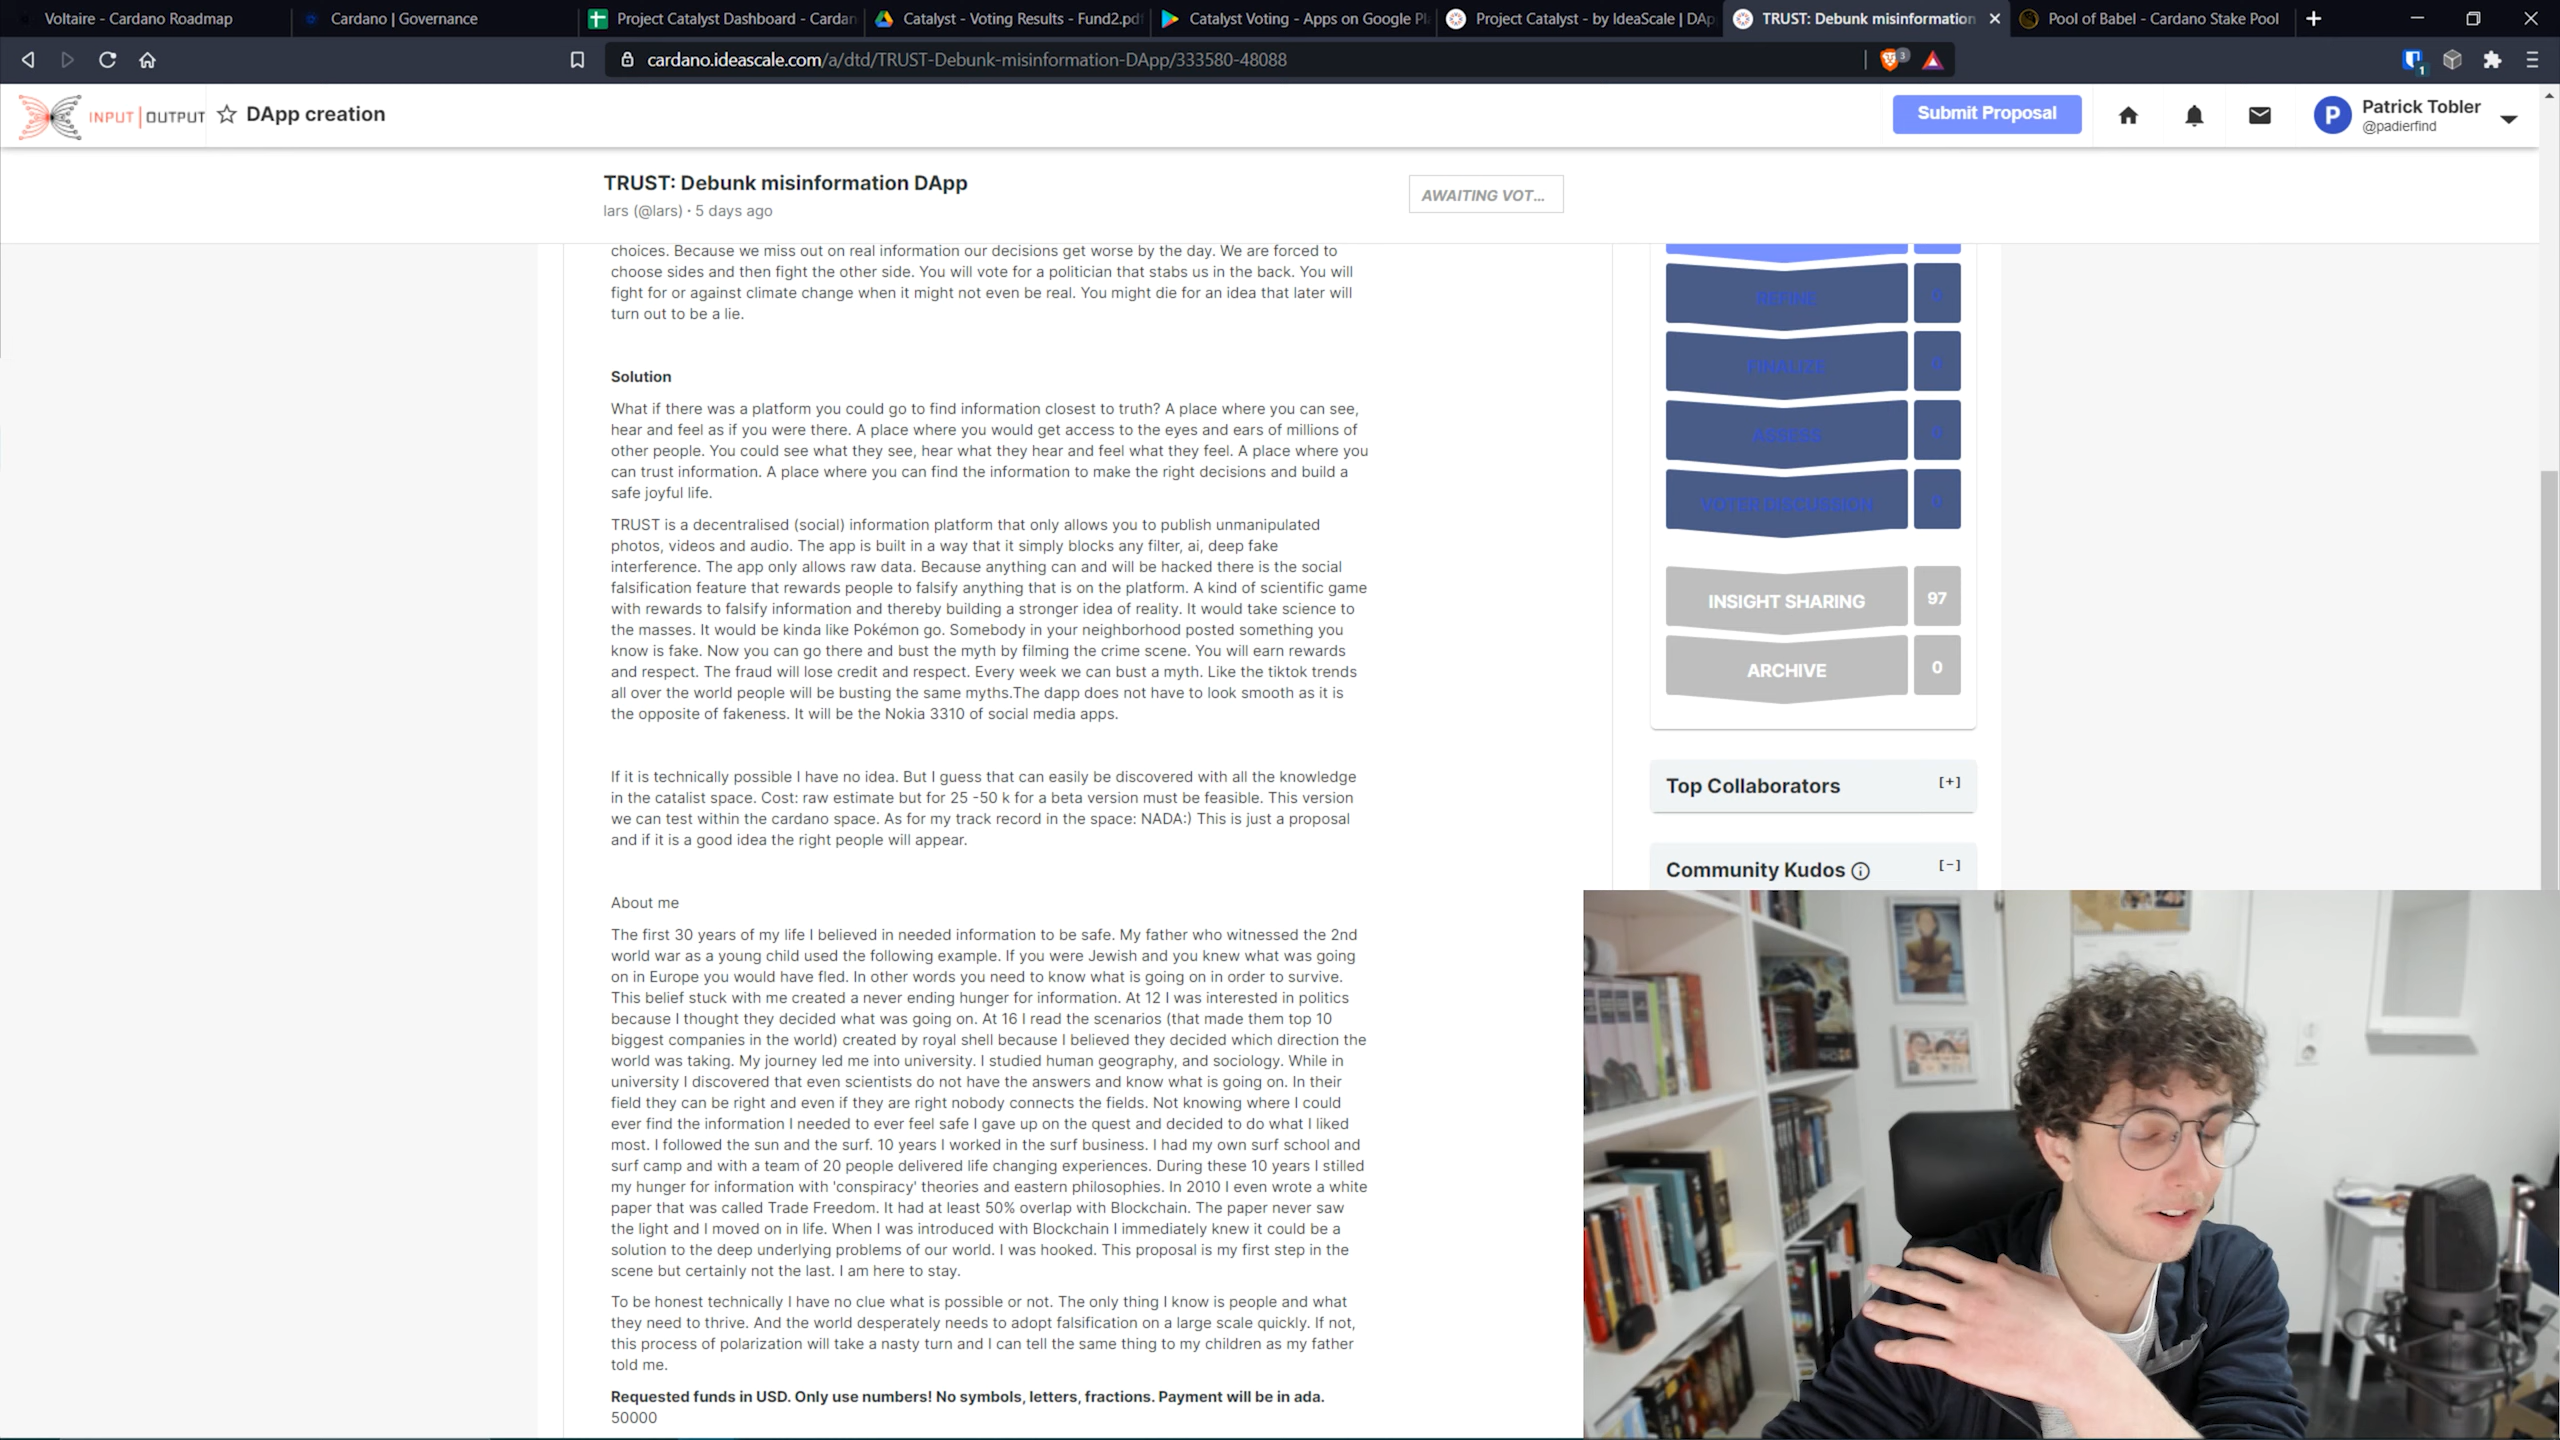 Voltaire - Cardano Roadmap
Cardano | Governance
Project Catalyst Dashboard - Cardan
Catalyst - Voting Results - Fund2.pdf
Catalyst Voting - Apps on Google Pl
Project Catalyst - by IdeaScale | DAp
TRUST: Debunk misinformation
Pool of Babel - Cardano Stake Pool
cardano.ideascale.com/a/dtd/TRUST-Debunk-misinformation-DApp/333580-48088
3
1
INPUT | OUTPUT
DApp creation
Submit Proposal
P
Patrick Tobler
@padierfind
TRUST: Debunk misinformation DApp
lars (@lars) • 5 days ago
AWAITING VOT...
choices. Because we miss out on real information our decisions get worse by the day. We are forced to
choose sides and then fight the other side. You will vote for a politician that stabs us in the back. You will
fight for or against climate change when it might not even be real. You might die for an idea that later will
turn out to be a lie.
Solution
What if there was a platform you could go to find information closest to truth? A place where you can see,
hear and feel as if you were there. A place where you would get access to the eyes and ears of millions of
other people. You could see what they see, hear what they hear and feel what they feel. A place where you
can trust information. A place where you can find the information to make the right decisions and build a
safe joyful life.
TRUST is a decentralised (social) information platform that only allows you to publish unmanipulated
photos, videos and audio. The app is built in a way that it simply blocks any filter, ai, deep fake
interference. The app only allows raw data. Because anything can and will be hacked there is the social
falsification feature that rewards people to falsify anything that is on the platform. A kind of scientific game
with rewards to falsify information and thereby building a stronger idea of reality. It would take science to
the masses. It would be kinda like Pokémon go. Somebody in your neighborhood posted something you
know is fake. Now you can go there and bust the myth by filming the crime scene. You will earn rewards
and respect. The fraud will lose credit and respect. Every week we can bust a myth. Like the tiktok trends
all over the world people will be busting the same myths.The dapp does not have to look smooth as it is
the opposite of fakeness. It will be the Nokia 3310 of social media apps.
If it is technically possible I have no idea. But I guess that can easily be discovered with all the knowledge
in the catalist space. Cost: raw estimate but for 25 -50 k for a beta version must be feasible. This version
we can test within the cardano space. As for my track record in the space: NADA:) This is just a proposal
and if it is a good idea the right people will appear.
About me
The first 30 years of my life I believed in needed information to be safe. My father who witnessed the 2nd
world war as a young child used the following example. If you were Jewish and you knew what was going
on in Europe you would have fled. In other words you need to know what is going on in order to survive.
This belief stuck with me created a never ending hunger for information. At 12 I was interested in politics
because I thought they decided what was going on. At 16 I read the scenarios (that made them top 10
biggest companies in the world) created by royal shell because I believed they decided which direction the
world was taking. My journey led me into university. I studied human geography, and sociology. While in
university I discovered that even scientists do not have the answers and know what is going on. In their
field they can be right and even if they are right nobody connects the fields. Not knowing where I could
ever find the information I needed to ever feel safe I gave up on the quest and decided to do what I liked
most. I followed the sun and the surf. 10 years I worked in the surf business. I had my own surf school and
surf camp and with a team of 20 people delivered life changing experiences. During these 10 years I stilled
my hunger for information with 'conspiracy' theories and eastern philosophies. In 2010 I even wrote a white
paper that was called Trade Freedom. It had at least 50% overlap with Blockchain. The paper never saw
the light and I moved on in life. When I was introduced with Blockchain I immediately knew it could be a
solution to the deep underlying problems of our world. I was hooked. This proposal is my first step in the
scene but certainly not the last. I am here to stay.
To be honest technically I have no clue what is possible or not. The only thing I know is people and what
they need to thrive. And the world desperately needs to adopt falsification on a large scale quickly. If not,
this process of polarization will take a nasty turn and I can tell the same thing to my children as my father
told me.
Requested funds in USD. Only use numbers! No symbols, letters, fractions. Payment will be in ada.
50000
REFINE 0
FINALIZE 0
ASSESS 0
VOTER DISCUSSION 0
INSIGHT SHARING 97
ARCHIVE 0
Top Collaborators [+]
Community Kudos [-]